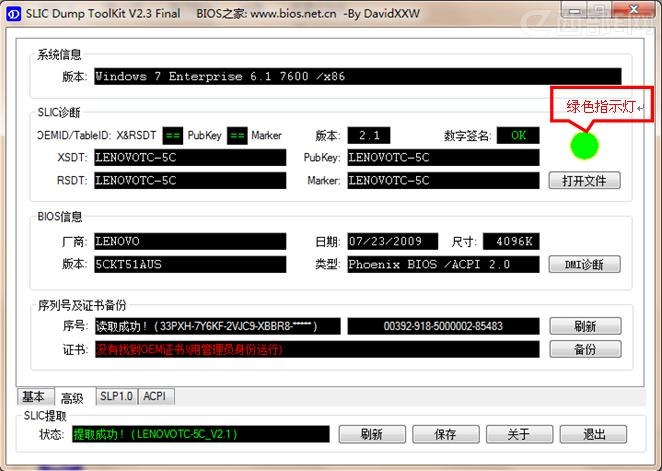 SLIC Dump ToolKit V2.3 Final BIOS之家: www.bios.net.cn -By DavidXXW
系统信息
版本: Windows 7 Enterprise 6.1 7600 /x86
绿色指示灯
SLIC诊断
OEMID/TableID: X&RSDT == PubKey == Marker 版本: 2.1 数字签名: OK
XSDT: LENOVOTC-5C PubKey: LENOVOTC-5C
RSDT: LENOVOTC-5C Marker: LENOVOTC-5C 打开文件
BIOS信息
厂商: LENOVO 日期: 07/23/2009 尺寸: 4096K
版本: 5CKT51AUS 类型: Phoenix BIOS /ACPI 2.0 DMI诊断
序列号及证书备份
序号: 读取成功! (33PXH-7Y6KF-2VJC9-XBBR8-*****) 00392-918-5000002-85483 刷新
证书: 没有找到OEM证书!(用管理员身份运行) 备份
基本 高级 SLP1.0 ACPI
SLIC提取
状态: 提取成功! (LENOVOTC-5C_V2.1) 刷新 保存 关于 退出